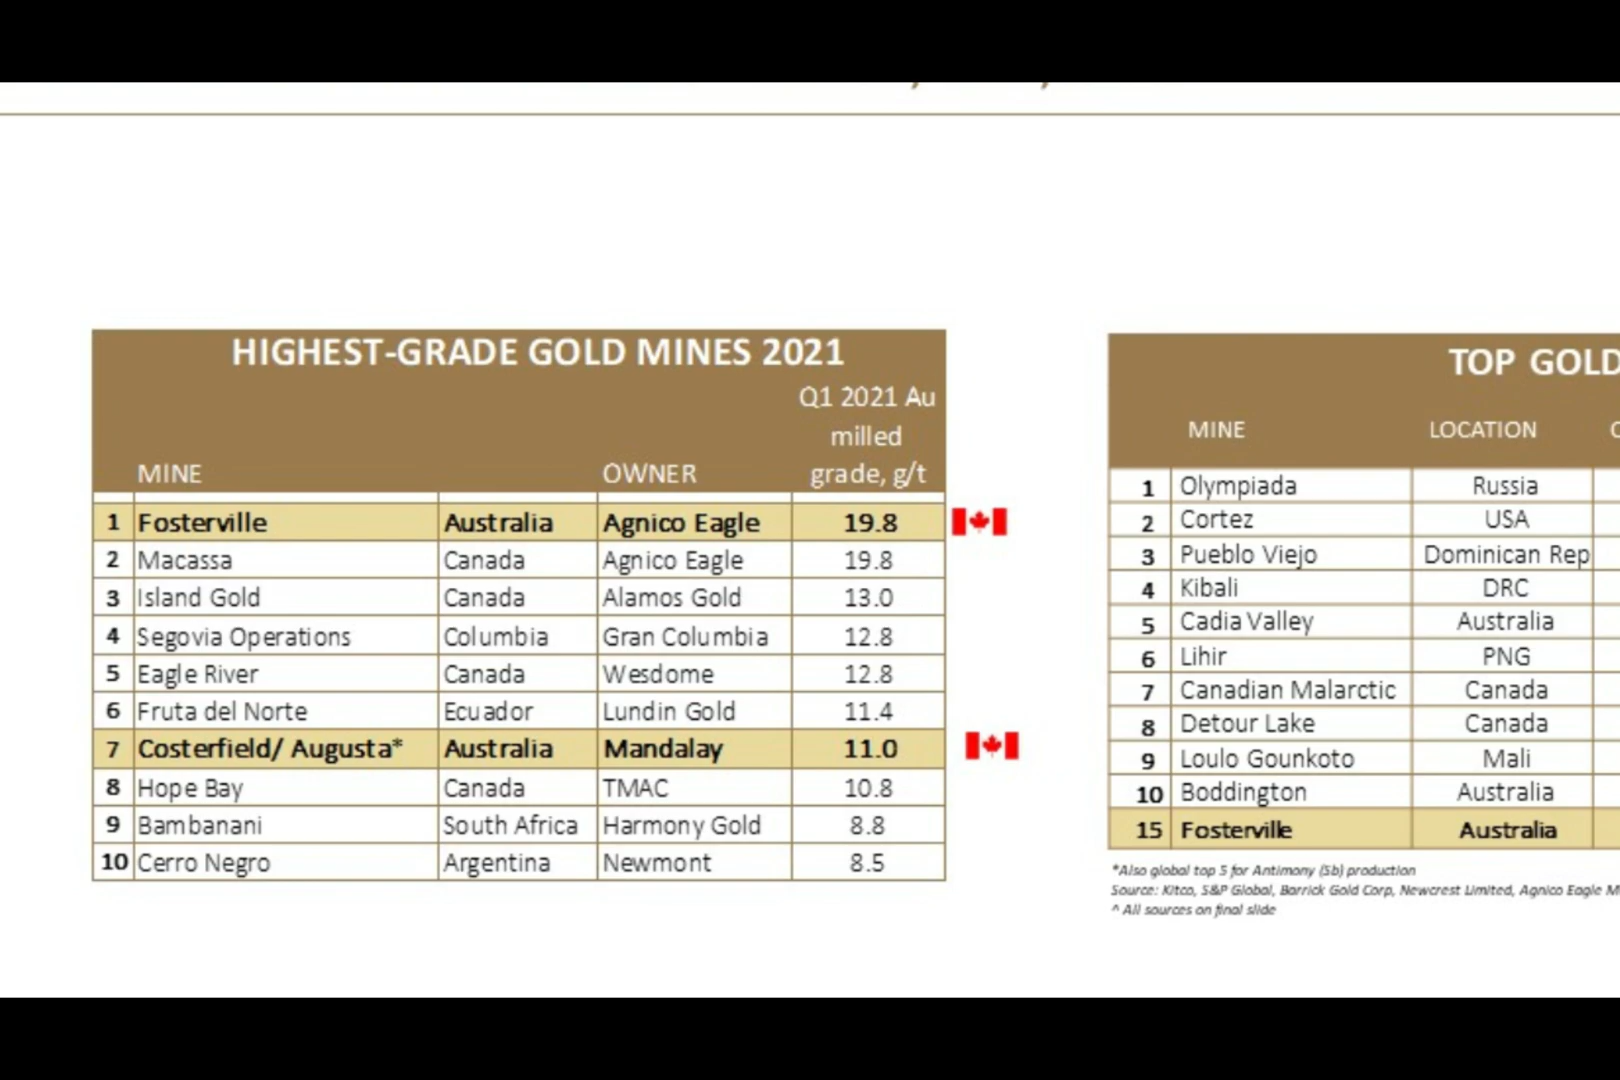 HIGHEST-GRADE GOLD MINES 2021
MINE OWNER Q1 2021 Au milled grade, g/t
1 Fosterville Australia Agnico Eagle 19.8
2 Macassa Canada Agnico Eagle 19.8
3 Island Gold Canada Alamos Gold 13.0
4 Segovia Operations Columbia Gran Columbia 12.8
5 Eagle River Canada Wesdome 12.8
6 Fruta del Norte Ecuador Lundin Gold 11.4
7 Costerfield/ Augusta* Australia Mandalay 11.0
8 Hope Bay Canada TMAC 10.8
9 Bambanani South Africa Harmony Gold 8.8
10 Cerro Negro Argentina Newmont 8.5
TOP GOLD
MINE LOCATION
1 Olympiada Russia
2 Cortez USA
3 Pueblo Viejo Dominican Rep
4 Kibali DRC
5 Cadia Valley Australia
6 Lihir PNG
7 Canadian Malarctic Canada
8 Detour Lake Canada
9 Loulo Gounkoto Mali
10 Boddington Australia
15 Fosterville Australia
*Also global top 5 for Antimony (Sb) production
Source: Kitco, S&P Global, Barrick Gold Corp, Newcrest Limited, Agnico Eagle
^ All sources on final slide